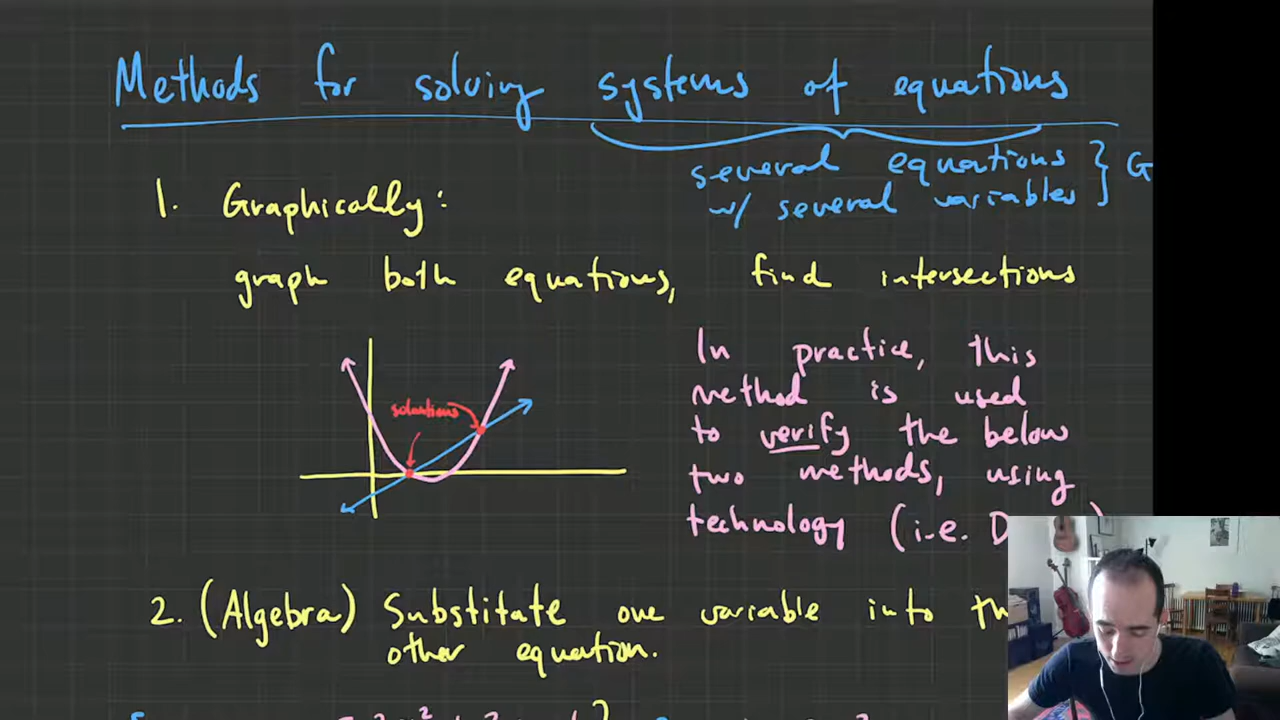 Methods for solving systems of equations
several equations } G
w/ several variables
1. Graphically:
graph both equations, find intersections
solutions
In practice, this
method is used
to verify the below
two methods, using
technology (i.e. D )
2. (Algebra) Substitute one variable into
other equation.